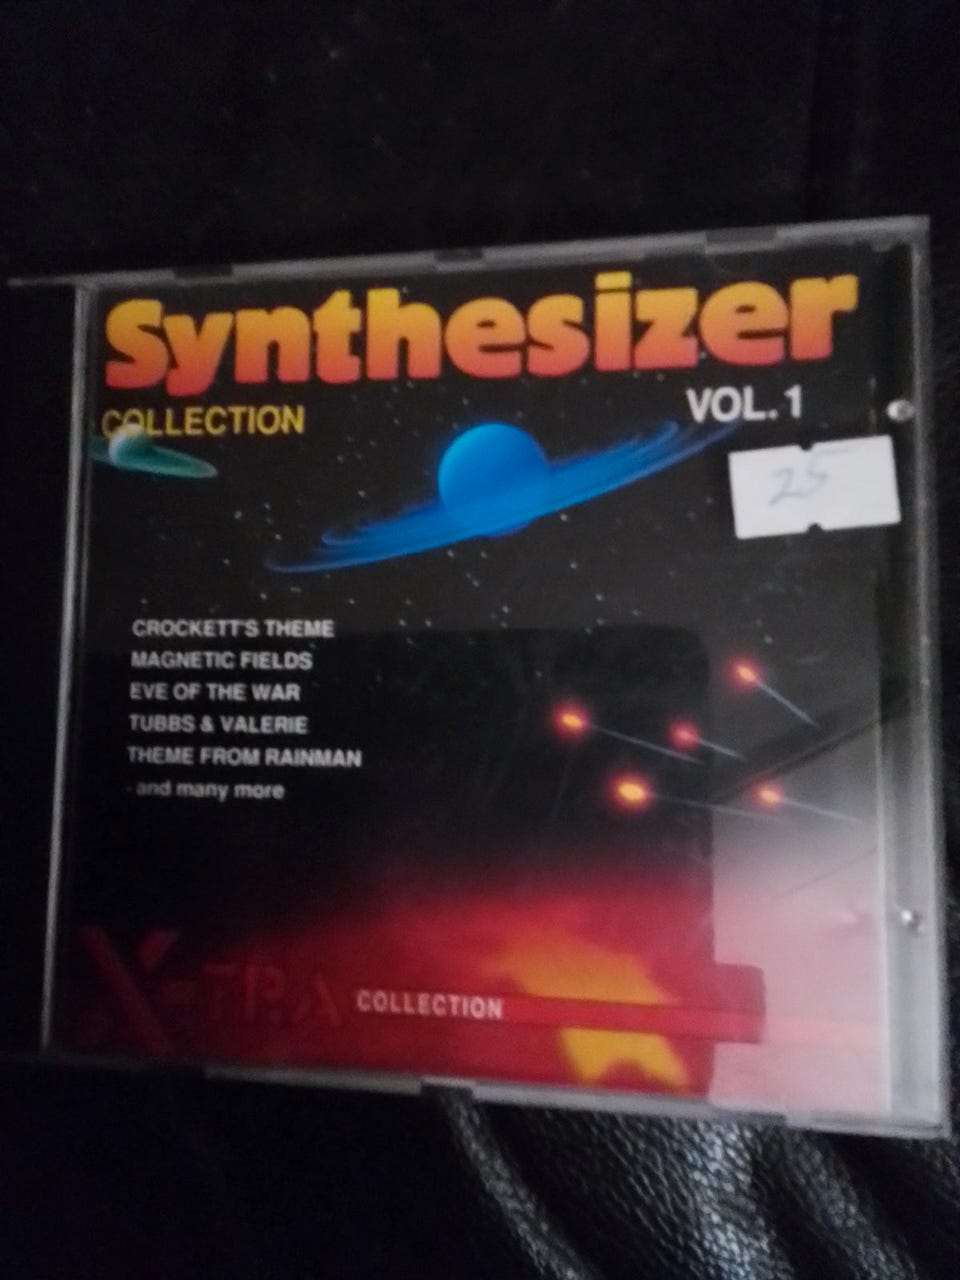 Synthesizer
COLLECTION
VOL. 1
25
CROCKETT'S THEME
MAGNETIC FIELDS
EVE OF THE WAR
TUBBS & VALERIE
THEME FROM RAINMAN
- and many more
X-TRA COLLECTION